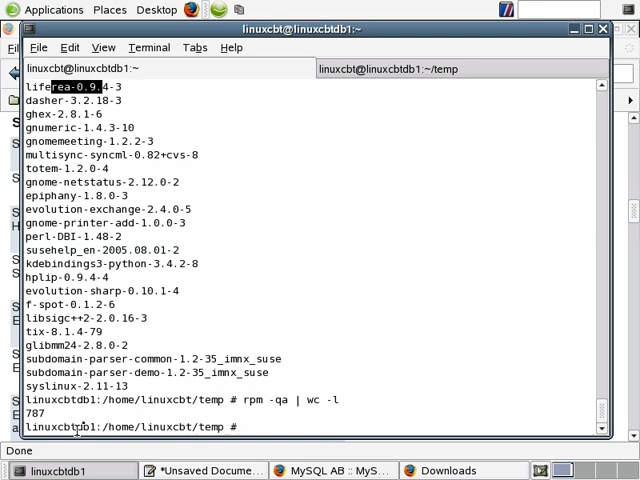 Applications Places Desktop
linuxcbt@linuxcbtdb1:~
File Edit View Terminal Tabs Help
linuxcbt@linuxcbtdb1:~ linuxcbt@linuxcbtdb1:~/temp
liferea-0.9.4-3
dasher-3.2.18-3
ghex-2.8.1-6
gnumeric-1.4.3-10
gnomemeeting-1.2.2-3
multisync-syncml-0.82+cvs-8
totem-1.2.0-4
gnome-netstatus-2.12.0-2
epiphany-1.8.0-3
evolution-exchange-2.4.0-5
gnome-printer-add-1.0.0-3
perl-DBI-1.48-2
susehelp_en-2005.08.01-2
kdebindings3-python-3.4.2-8
hplip-0.9.4-4
evolution-sharp-0.10.1-4
f-spot-0.1.2-6
libsigc++2-2.0.16-3
tix-8.1.4-79
glibmm24-2.8.0-2
subdomain-parser-common-1.2-35_imnx_suse
subdomain-parser-demo-1.2-35_imnx_suse
syslinux-2.11-13
linuxcbtdb1:/home/linuxcbt/temp # rpm -qa | wc -l
787
linuxcbtdb1:/home/linuxcbt/temp #
Done
linuxcbtdb1 *Unsaved Docume... MySQL AB :: MyS... Downloads